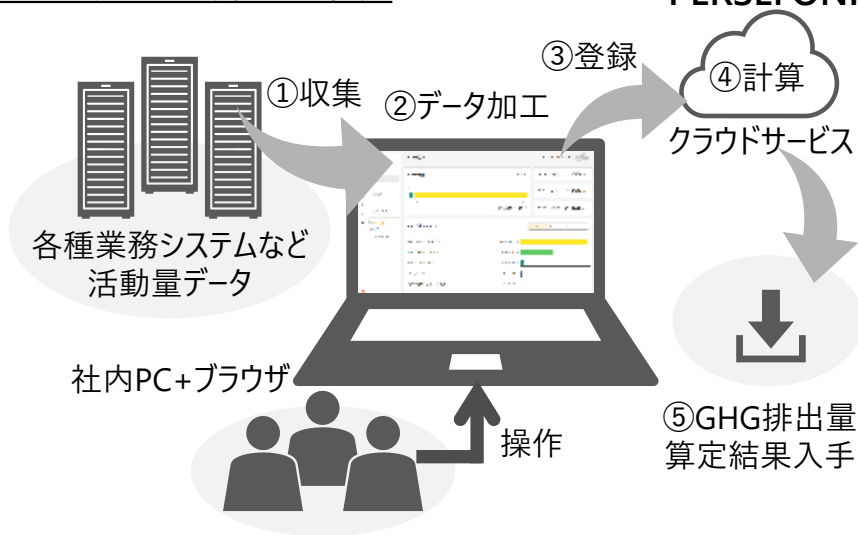 ③登録
①収集
②データ加工
④計算
クラウドサービス
各種業務システムなど
活動量データ
社内PC+ブラウザ
操作
⑤GHG排出量
算定結果入手